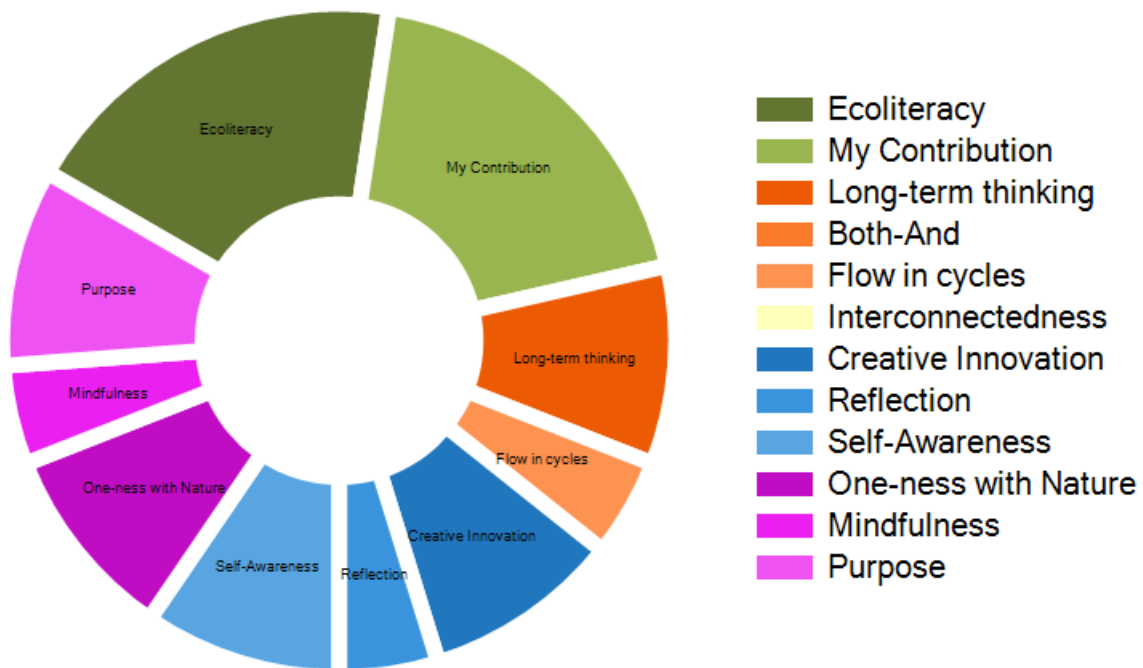 Ecoliteracy
My Contribution
Purpose
Long-term thinking
Mindfulness
Flow in cycles
One-ness with Nature
Creative Innovation
Self-Awareness
Reflection
Ecoliteracy
My Contribution
Long-term thinking
Both-And
Flow in cycles
Interconnectedness
Creative Innovation
Reflection
Self-Awareness
One-ness with Nature
Mindfulness
Purpose